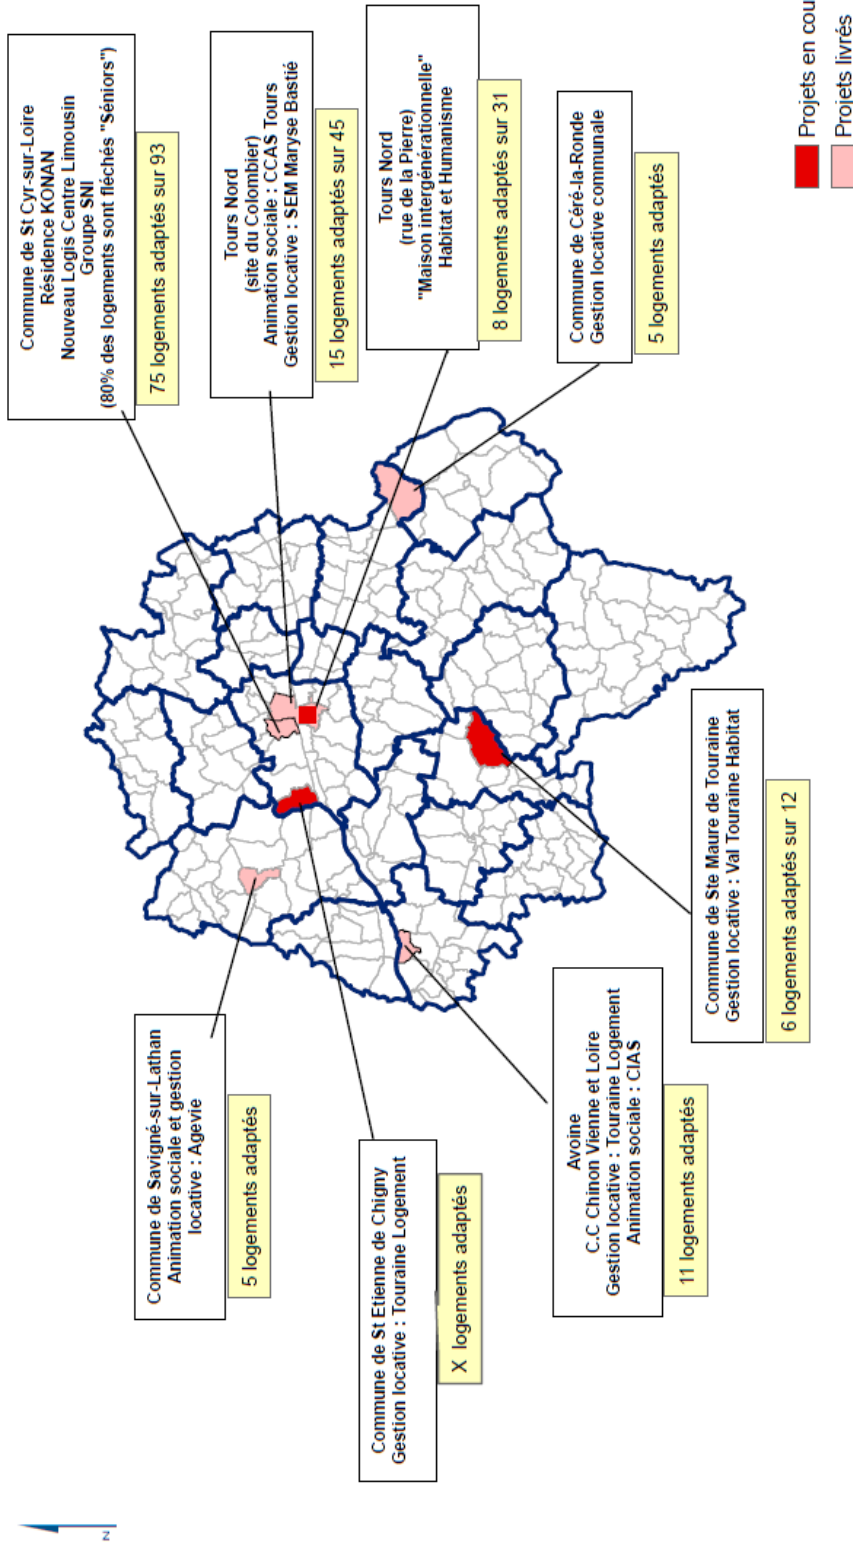 Commune de St Cyr-sur-Loire
Résidence KONAN
Nouveau Logis Centre Limousin
Groupe SNI
(80% des logements sont fléchés "Séniors")
75 logements adaptés sur 93
Tours Nord
(site du Colombier)
Animation sociale : CCAS Tours
Gestion locative : SEM Maryse Bastié
15 logements adaptés sur 45
Tours Nord
(rue de la Pierre)
"Maison intergénérationnelle"
Habitat et Humanisme
8 logements adaptés sur 31
Commune de Céré-la-Ronde
Gestion locative communale
5 logements adaptés
Commune de Savigné-sur-Lathan
Animation sociale et gestion
locative : Agevie
5 logements adaptés
Commune de St Etienne de Chigny
Gestion locative : Touraine Logement
X logements adaptés
Avoine
C.C Chinon Vienne et Loire
Gestion locative : Touraine Logement
Animation sociale : CIAS
11 logements adaptés
Commune de Ste Maure de Touraine
Gestion locative : Val Touraine Habitat
6 logements adaptés sur 12
Projets en cou
Projets livrés
N